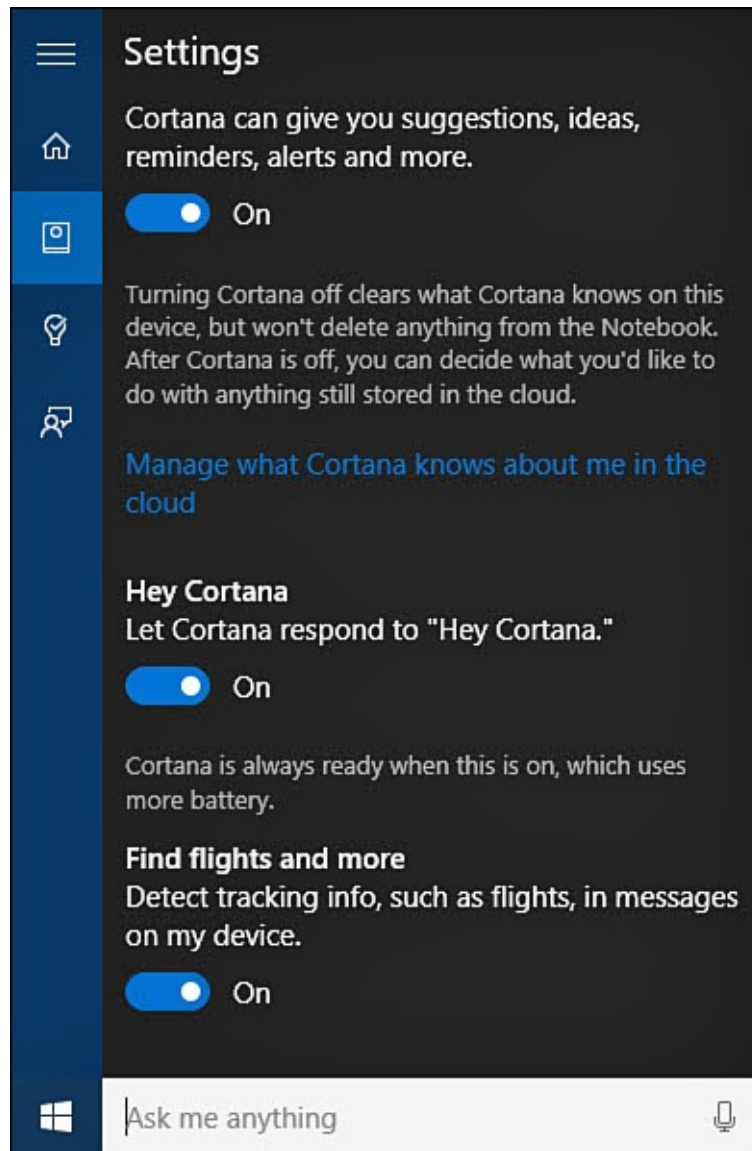 Settings
Cortana can give you suggestions, ideas,
reminders, alerts and more.
On
Turning Cortana off clears what Cortana knows on this
device, but won't delete anything from the Notebook.
After Cortana is off, you can decide what you'd like to
do with anything still stored in the cloud.
Manage what Cortana knows about me in the
cloud
Hey Cortana
Let Cortana respond to "Hey Cortana."
On
Cortana is always ready when this is on, which uses
more battery.
Find flights and more
Detect tracking info, such as flights, in messages
on my device.
On
Ask me anything